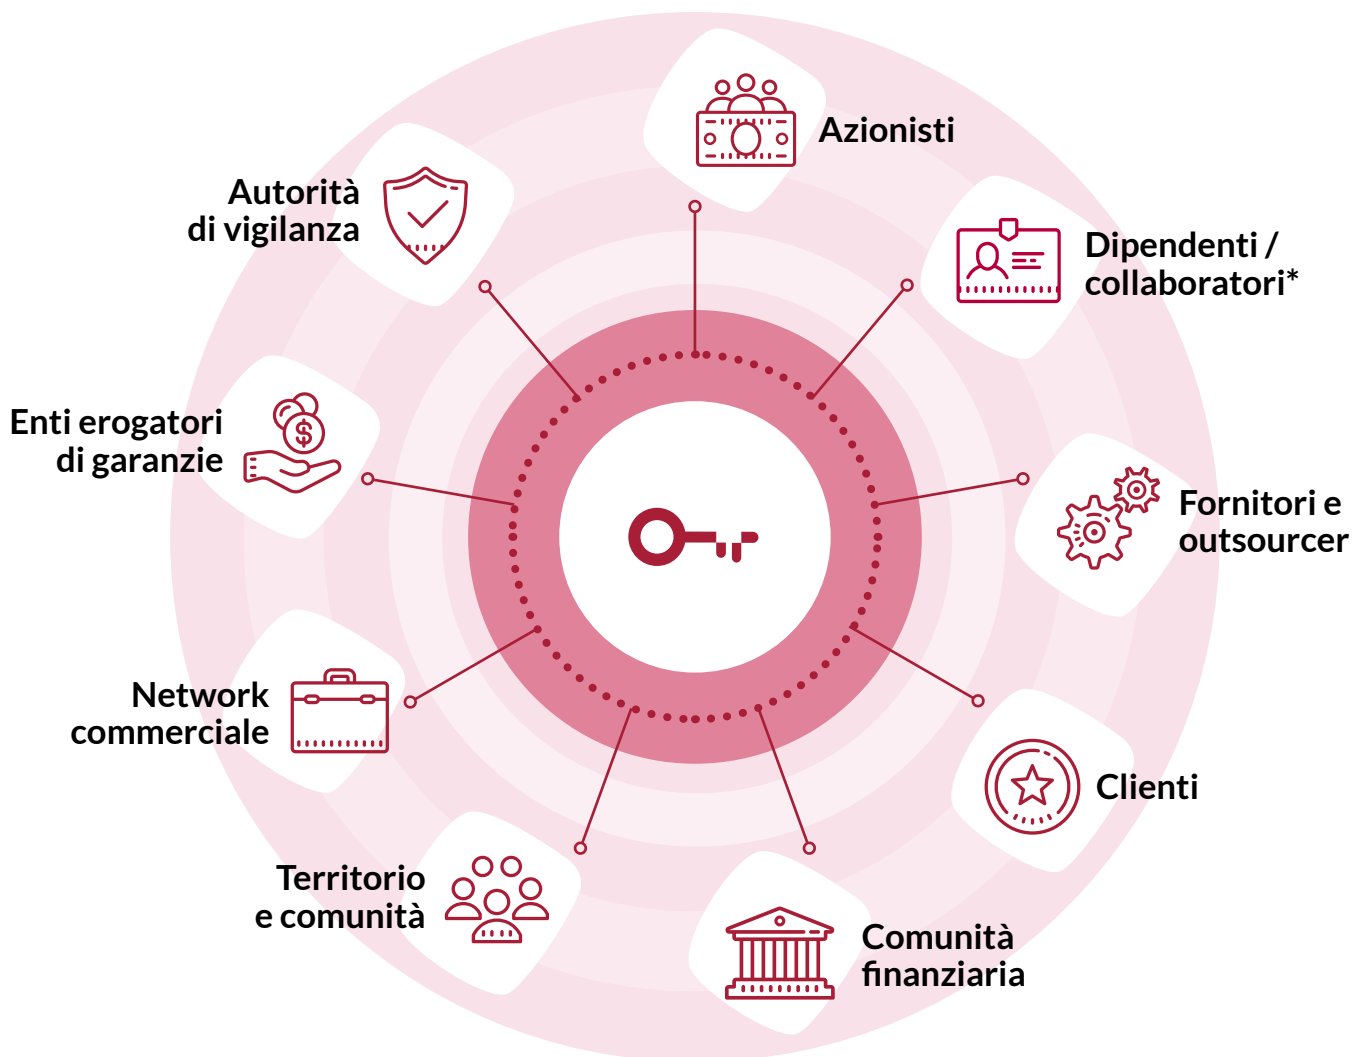 Azionisti
Dipendenti /
collaboratori*
Fornitori e
outsourcer
Clienti
Comunità
finanziaria
Territorio
e comunità
Network
commerciale
Enti erogatori
di garanzie
Autorità
di vigilanza